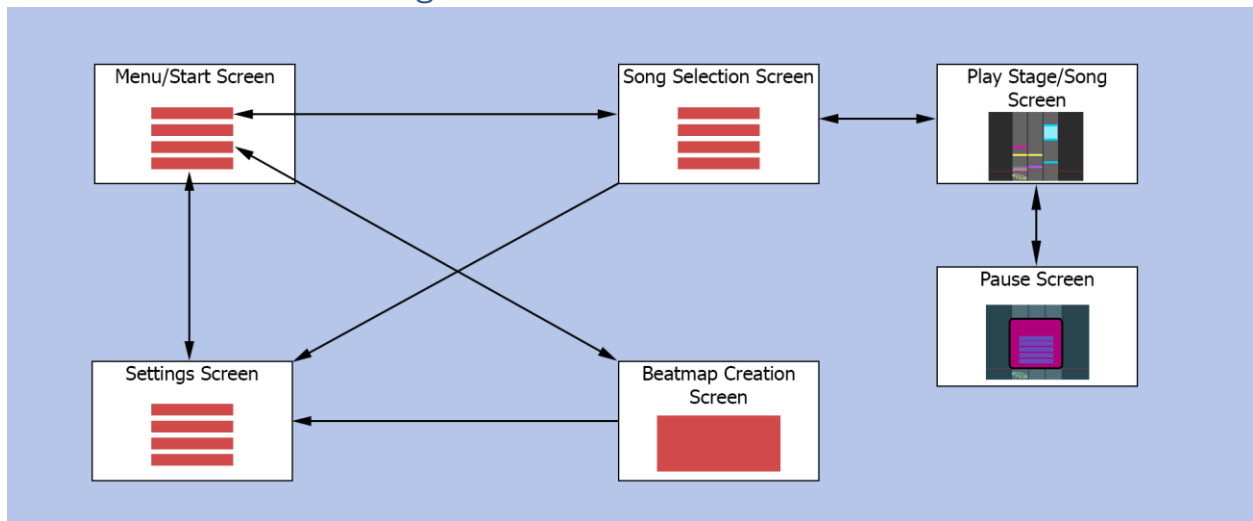 Menu/Start Screen
Song Selection Screen
Play Stage/Song
Screen
Settings Screen
Beatmap Creation
Screen
Pause Screen